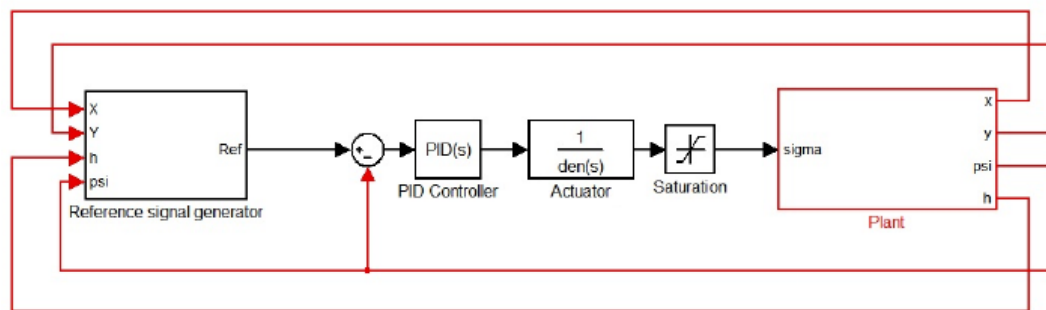 X
Y
h
psi
Ref
Reference signal generator
+
-
PID(s)
PID Controller
1
den(s)
Actuator
Saturation
sigma
x
y
psi
h
Plant